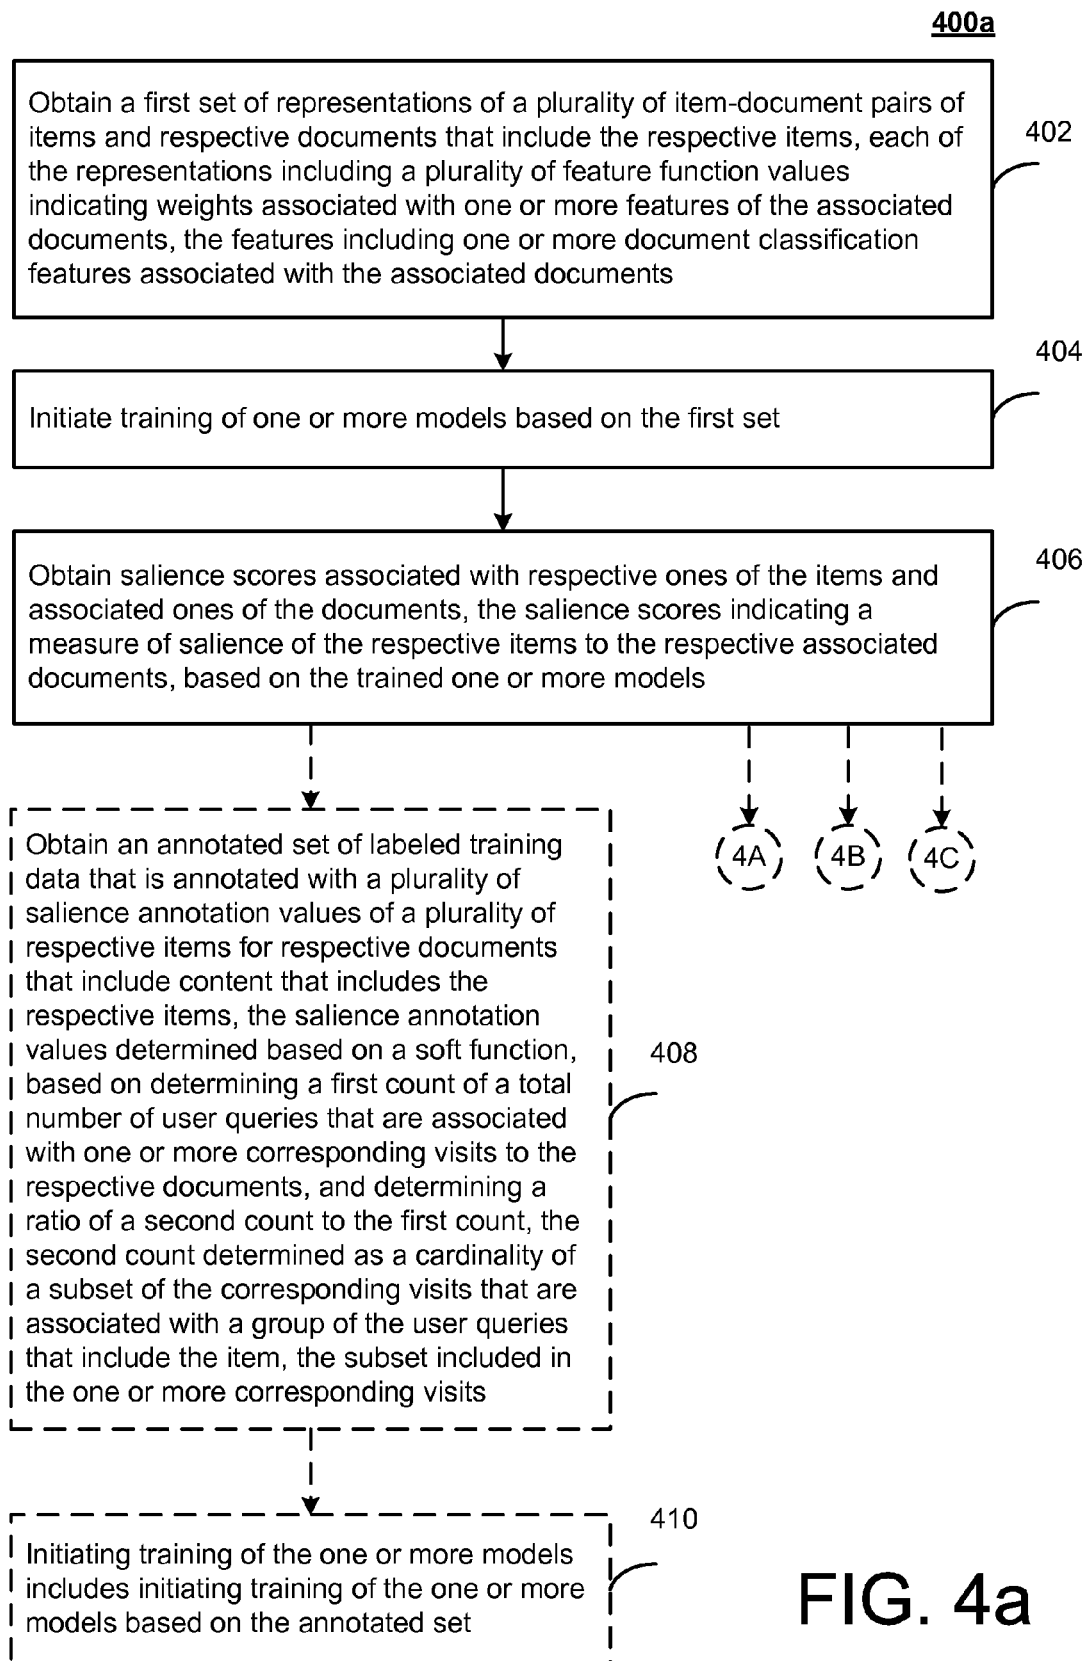 400a
Obtain a first set of representations of a plurality of item-document pairs of
items and respective documents that include the respective items, each of
the representations including a plurality of feature function values
indicating weights associated with one or more features of the associated
documents, the features including one or more document classification
features associated with the associated documents
402
404
Initiate training of one or more models based on the first set
406
Obtain salience scores associated with respective ones of the items and
associated ones of the documents, the salience scores indicating a
measure of salience of the respective items to the respective associated
documents, based on the trained one or more models
4A
4B
4C
Obtain an annotated set of labeled training
data that is annotated with a plurality of
salience annotation values of a plurality of
respective items for respective documents
that include content that includes the
respective items, the salience annotation
values determined based on a soft function,
based on determining a first count of a total
number of user queries that are associated
with one or more corresponding visits to the
respective documents, and determining a
ratio of a second count to the first count, the
second count determined as a cardinality of
a subset of the corresponding visits that are
associated with a group of the user queries
that include the item, the subset included in
the one or more corresponding visits
408
410
Initiating training of the one or more models
includes initiating training of the one or more
models based on the annotated set
FIG. 4a